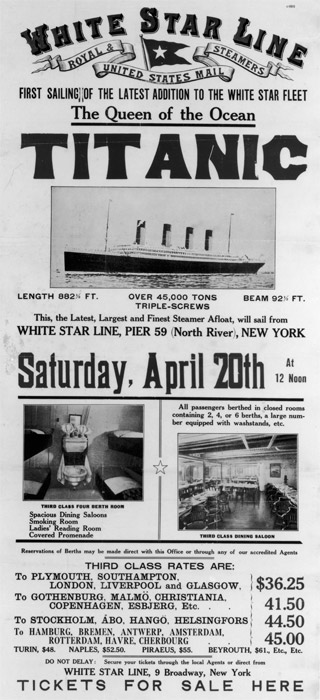 WHITE STAR LINE
ROYAL & UNITED STATES MAIL STEAMERS
FIRST SAILING OF THE LATEST ADDITION TO THE WHITE STAR FLEET
The Queen of the Ocean
TITANIC
LENGTH 882½ FT. OVER 45,000 TONS BEAM 92½ FT.
TRIPLE-SCREWS
This, the Latest, Largest and Finest Steamer Afloat, will sail from
WHITE STAR LINE, PIER 59 (North River), NEW YORK
Saturday, April 20th At
12 Noon
THIRD CLASS FOUR BERTH ROOM
Spacious Dining Saloons
Smoking Room
Ladies' Reading Room
Covered Promenade
All passengers berthed in closed rooms
containing 2, 4, or 6 berths, a large num-
ber equipped with washstands, etc.
THIRD CLASS DINING SALOON
Reservations of Berths may be made direct with this Office or through any of our accredited Agents
THIRD CLASS RATES ARE:
To PLYMOUTH, SOUTHAMPTON,
LONDON, LIVERPOOL and GLASGOW, $36.25
To GOTHENBURG, MALMÖ, CHRISTIANIA,
COPENHAGEN, ESBJERG, Etc. 41.50
To STOCKHOLM, ÅBO, HANGÖ, HELSINGFORS 44.50
To HAMBURG, BREMEN, ANTWERP, AMSTERDAM,
ROTTERDAM, HAVRE, CHERBOURG 45.00
TURIN, $48. NAPLES, $52.50. PIRAEUS, $55. BEYROUTH, $61., Etc., Etc.
DO NOT DELAY: Secure your tickets through the local Agents or direct from
WHITE STAR LINE, 9 Broadway, New York
TICKETS FOR SALE HERE